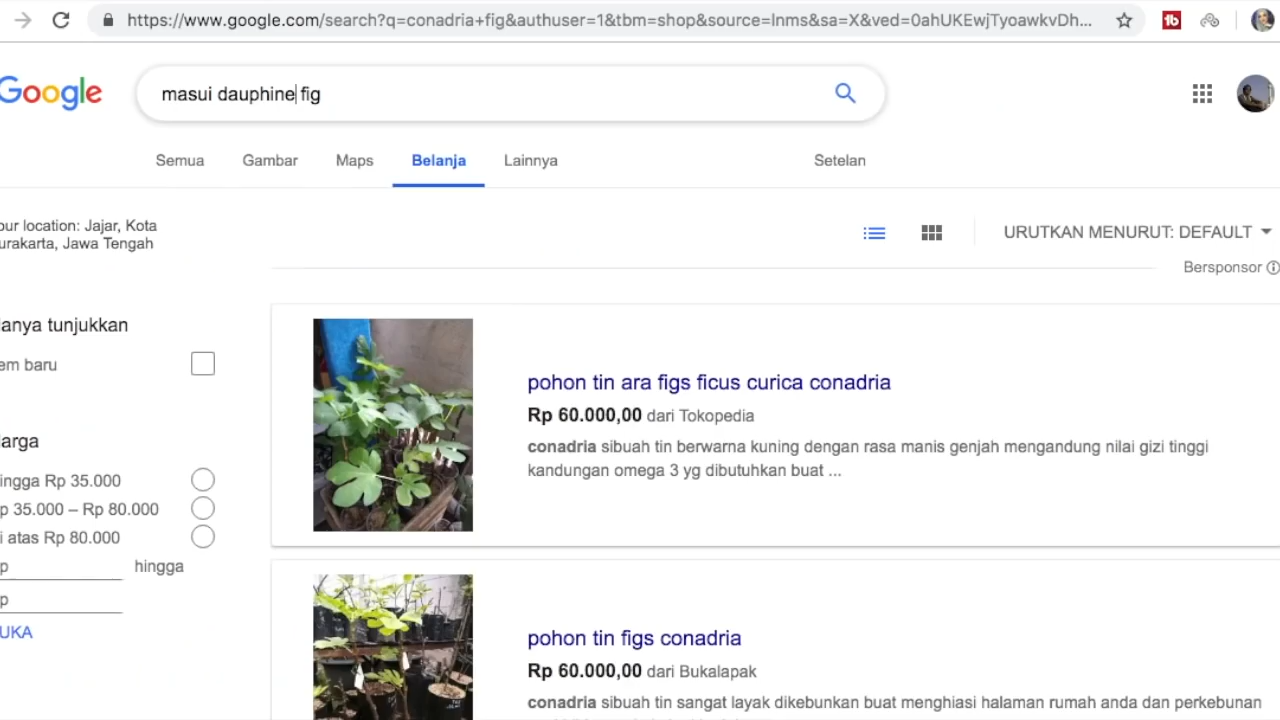 https://www.google.com/search?q=conadria+fig&authuser=1&tbm=shop&source=lnms&sa=X&ved=0ahUKEwjTyoawkvDh...
Google
masui dauphine fig
Semua Gambar Maps Belanja Lainnya Setelan
our location: Jajar, Kota
urakarta, Jawa Tengah
URUTKAN MENURUT: DEFAULT
Bersponsor
anya tunjukkan
em baru
arga
ingga Rp 35.000
p 35.000 – Rp 80.000
i atas Rp 80.000
p hingga
p
UKA
pohon tin ara figs ficus curica conadria
Rp 60.000,00 dari Tokopedia
conadria sibuah tin berwarna kuning dengan rasa manis genjah mengandung nilai gizi tinggi
kandungan omega 3 yg dibutuhkan buat ...
pohon tin figs conadria
Rp 60.000,00 dari Bukalapak
conadria sibuah tin sangat layak dikebunkan buat menghiasi halaman rumah anda dan perkebunan